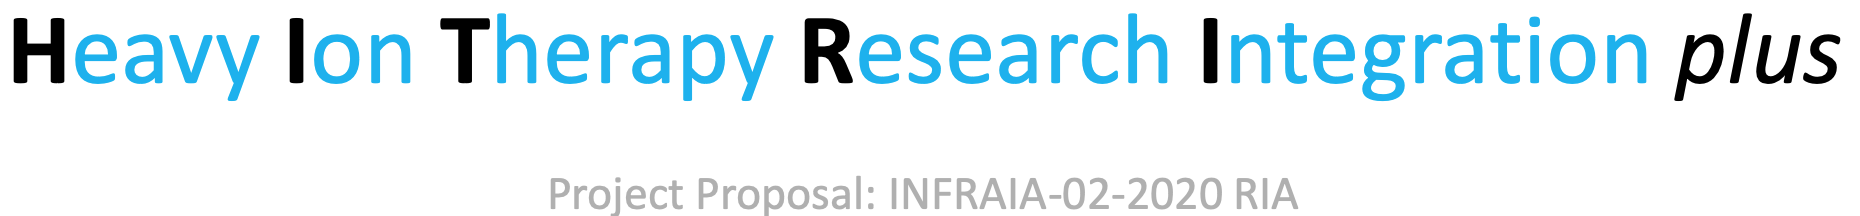 Heavy Ion Therapy Research Integration plus
Project Proposal: INFRAIA-02-2020 RIA